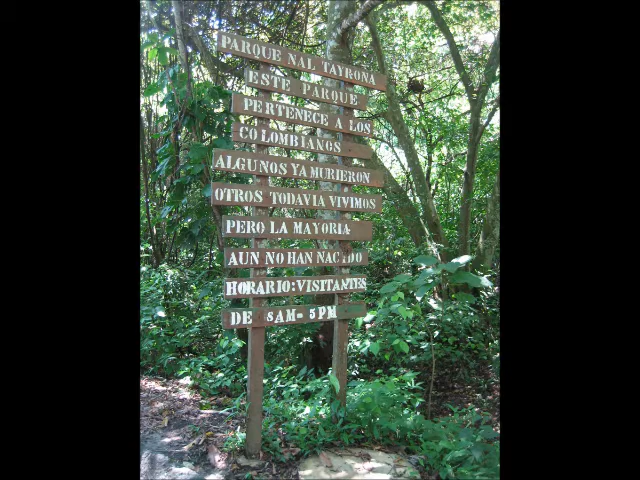 PARQUE NAL TAYRONA
ESTE PARQUE
PERTENECE A LOS
COLOMBIANOS
ALGUNOS YA MURIERON
OTROS TODAVIA VIVIMOS
PERO LA MAYORIA
AUN NO HAN NACIDO
HORARIO:VISITANTES
DE 8AM- 5PM